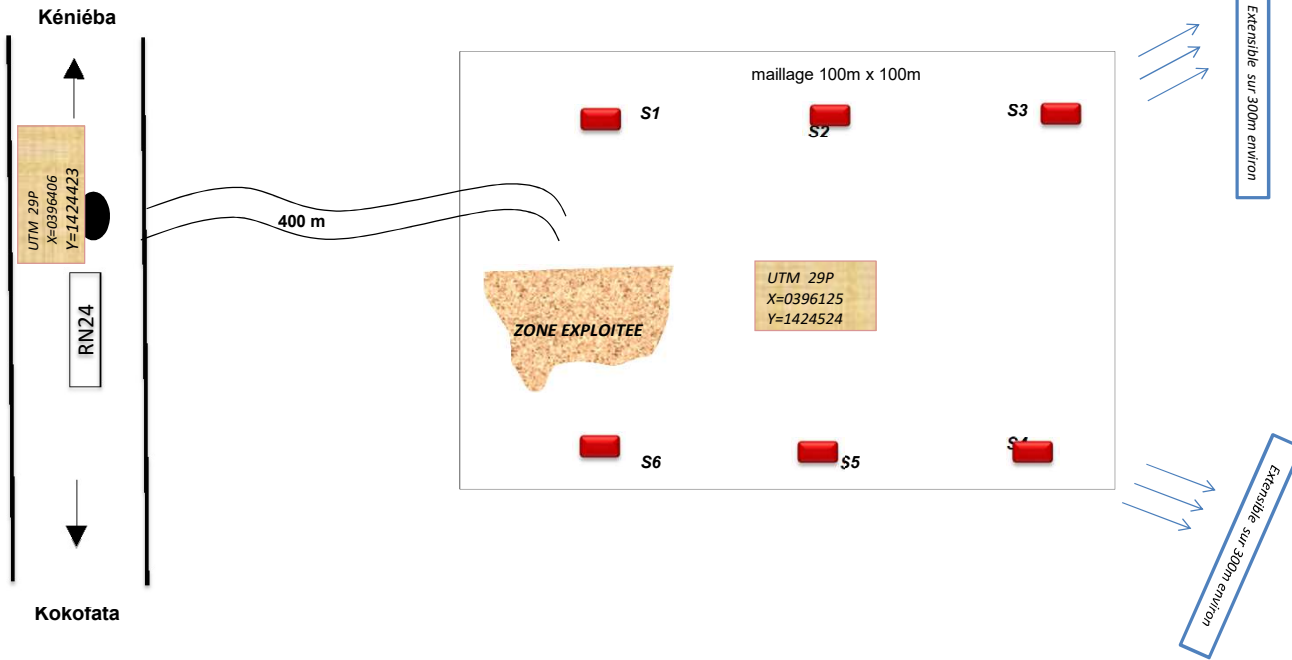 Kéniéba
UTM 29P
X=0396406
Y=1424423
RN24
Kokofata
400 m
maillage 100m x 100m
S1
S2
S3
ZONE EXPLOITEE
UTM 29P
X=0396125
Y=1424524
S6
S5
S4
Extensible sur 300m environ
Extensible sur 300m environ